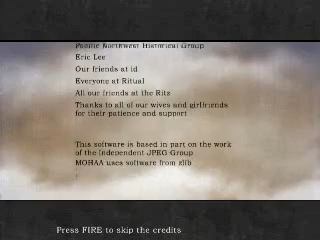 Pacific Northwest Historical Group
Eric Lee
Our friends at id
Everyone at Ritual
All our friends at the Ritz
Thanks to all of our wives and girlfriends
for their patience and support
This software is based in part on the work
of the Independent JPEG Group
MOHAA uses software from zlib
Press FIRE to skip the credits